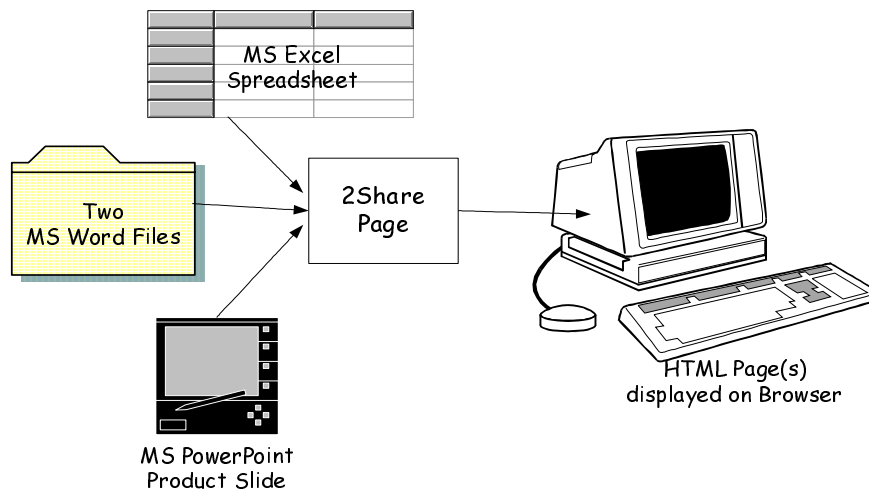 MS Excel
Spreadsheet
Two
MS Word Files
2Share
Page
MS PowerPoint
Product Slide
HTML Page(s)
displayed on Browser